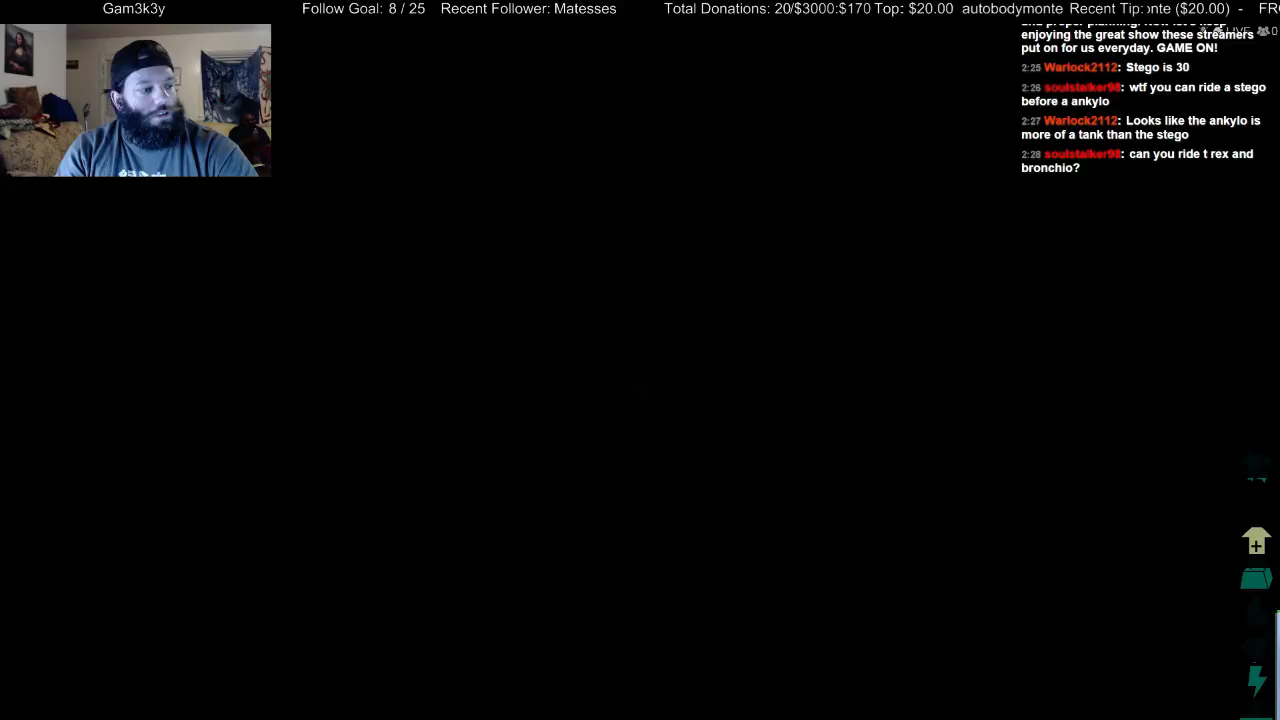 Gam3k3y Follow Goal: 8 / 25 Recent Follower: Matesses Total Donations: 20/$3000:$170 Top: $20.00 autobodymonte Recent Tip: onte ($20.00) -
enjoying the great show these streamers
put on for us everyday. GAME ON!
2:25 Warlock2112: Stego is 30
2:26 soulstalker98: wtf you can ride a stego
before a ankylo
2:27 Warlock2112: Looks like the ankylo is
more of a tank than the stego
2:28 soulstalker98: can you ride t rex and
bronchio?